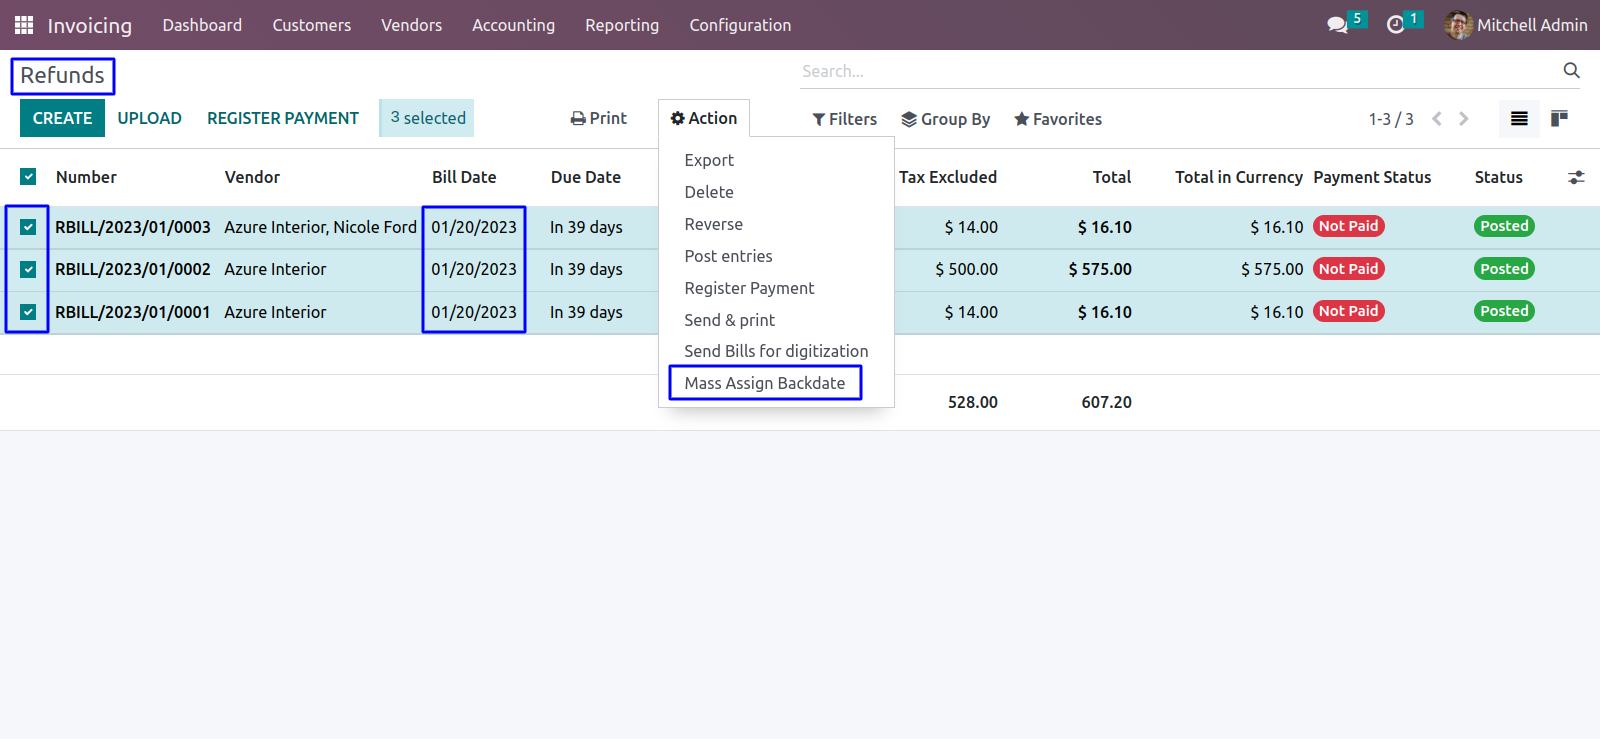 Invoicing Dashboard Customers Vendors Accounting Reporting Configuration 5 1 Mitchell Admin
Refunds Search...
CREATE UPLOAD REGISTER PAYMENT 3 selected Print Action Filters Group By Favorites 1-3 / 3
Number Vendor Bill Date Due Date Tax Excluded Total Total in Currency Payment Status Status
RBILL/2023/01/0003 Azure Interior, Nicole Ford 01/20/2023 In 39 days $ 14.00 $ 16.10 $ 16.10 Not Paid Posted
RBILL/2023/01/0002 Azure Interior 01/20/2023 In 39 days $ 500.00 $ 575.00 $ 575.00 Not Paid Posted
RBILL/2023/01/0001 Azure Interior 01/20/2023 In 39 days $ 14.00 $ 16.10 $ 16.10 Not Paid Posted
528.00 607.20
Export
Delete
Reverse
Post entries
Register Payment
Send & print
Send Bills for digitization
Mass Assign Backdate